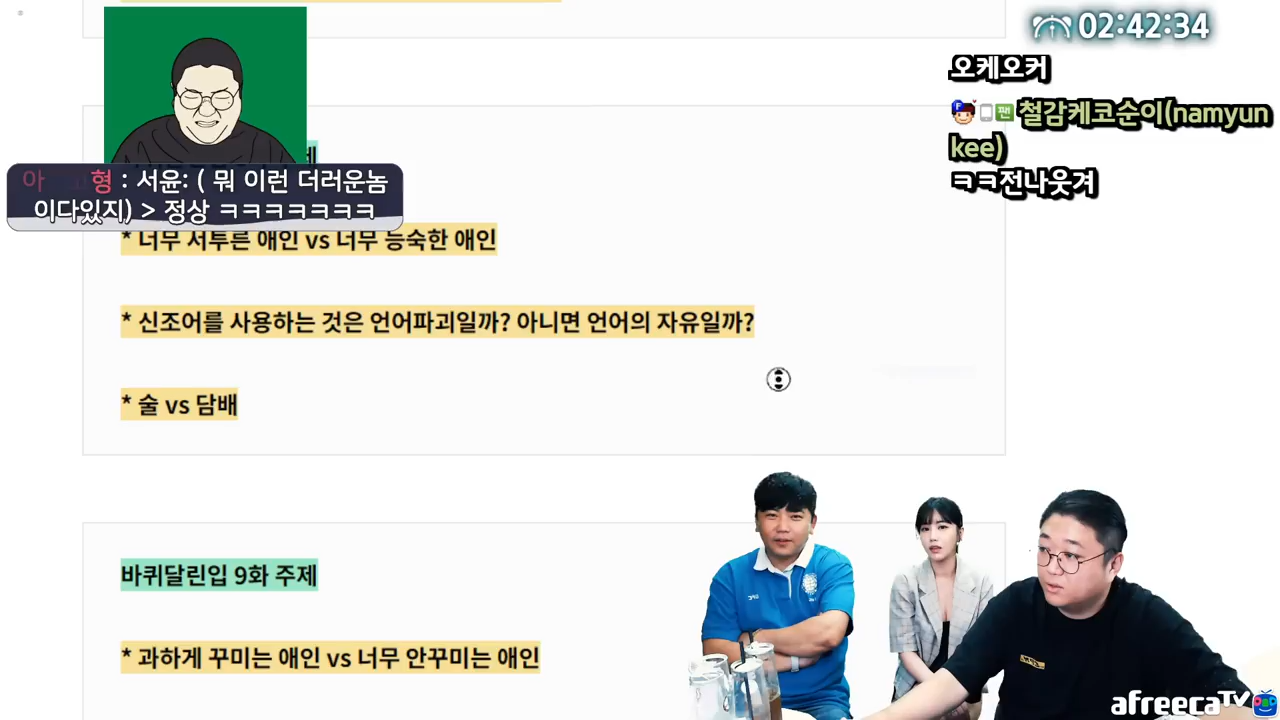 02:42:34
오케오커
철감케코순이(namyun
kee)
ㅋㅋ전나웃겨
아 형 : 서윤: ( 뭐 이런 더러운놈
이다있지) > 정상 ㅋㅋㅋㅋㅋㅋㅋ
* 너무 서투른 애인 vs 너무 능숙한 애인
* 신조어를 사용하는 것은 언어파괴일까? 아니면 언어의 자유일까?
* 술 vs 담배
바퀴달린입 9화 주제
* 과하게 꾸미는 애인 vs 너무 안꾸미는 애인
afreecaTV